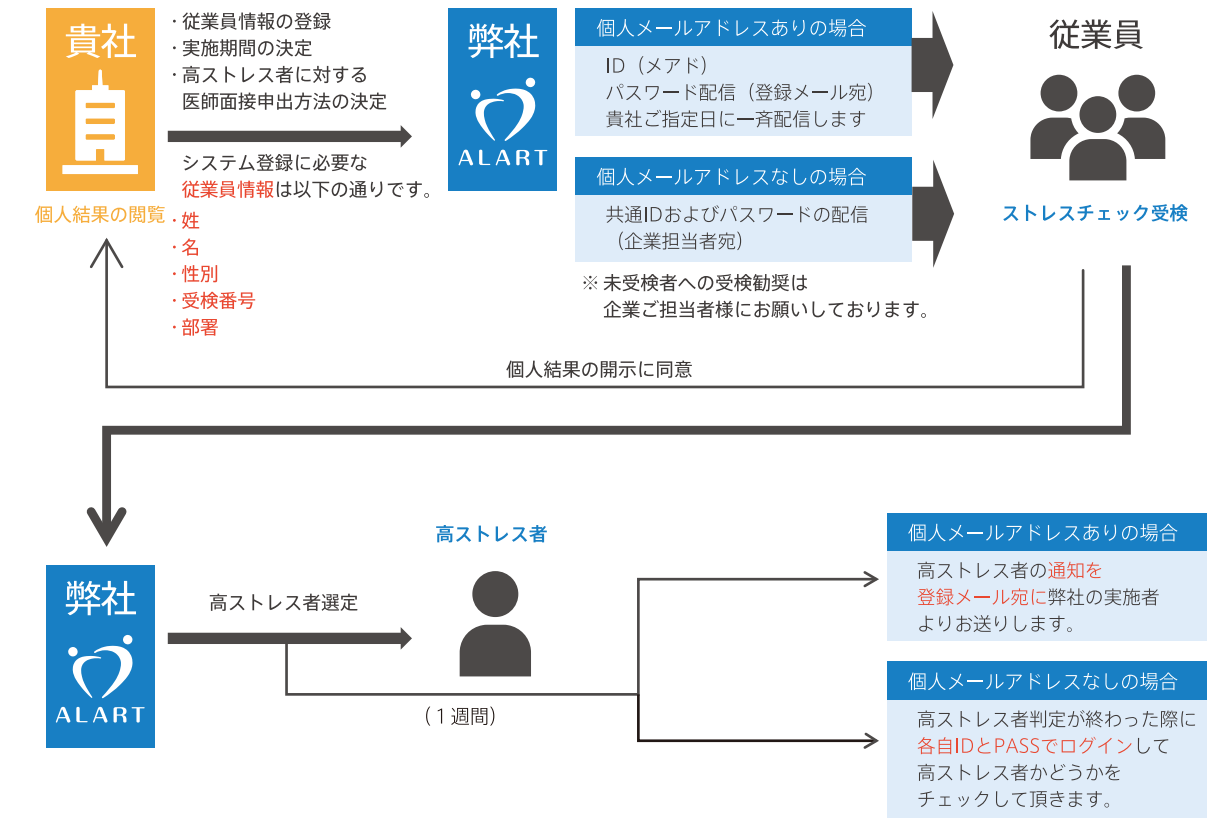 貴社
個人結果の閲覧
・従業員情報の登録
・実施期間の決定
・高ストレス者に対する
医師面接申出方法の決定
システム登録に必要な
従業員情報は以下の通りです。
・姓
・名
・性別
・受検番号
・部署
弊社
ALART
個人メールアドレスありの場合
ID（メアド）
パスワード配信（登録メール宛）
貴社ご指定日に一斉配信します
個人メールアドレスなしの場合
共通IDおよびパスワードの配信
（企業担当者宛）
※ 未受検者への受検勧奨は
企業ご担当者様にお願いしております。
従業員
ストレスチェック受検
個人結果の開示に同意
弊社
ALART
高ストレス者選定
高ストレス者
（１週間）
個人メールアドレスありの場合
高ストレス者の通知を
登録メール宛に弊社の実施者
よりお送りします。
個人メールアドレスなしの場合
高ストレス者判定が終わった際に
各自IDとPASSでログインして
高ストレス者かどうかを
チェックして頂きます。